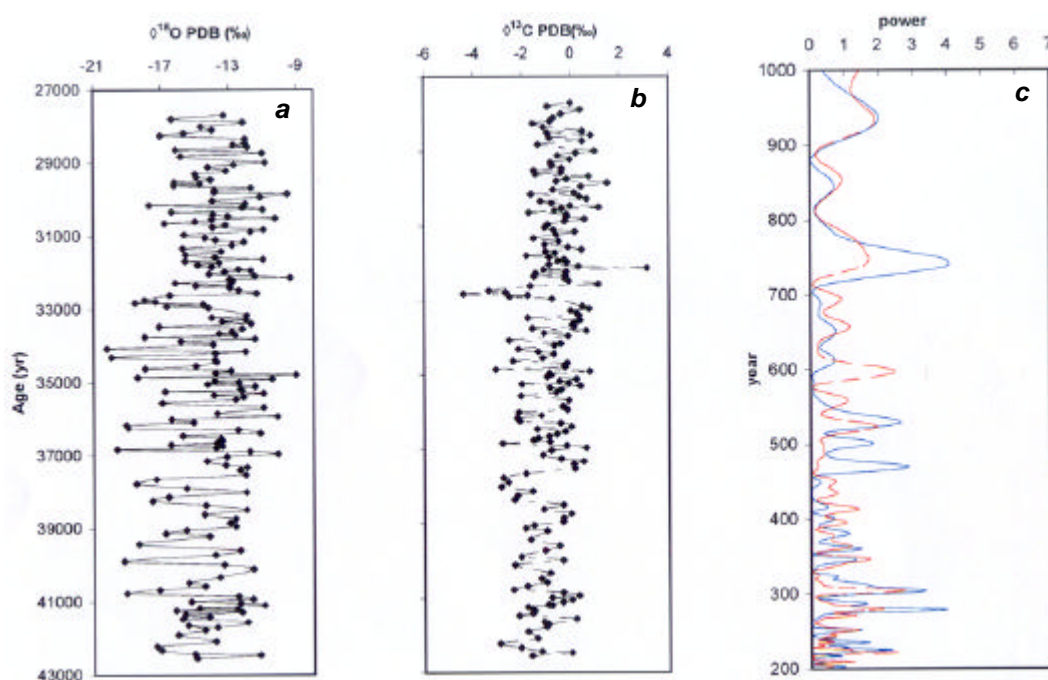 ◊¹⁸O PDB (‰)
-21 -17 -13 -9
27000
29000
31000
33000
35000
37000
39000
41000
43000
Age (yr)
a
◊¹³C PDB(‰)
-6 -4 -2 0 2 4
b
power
0 1 2 3 4 5 6 7
1000
900
800
700
600
500
400
300
200
year
c